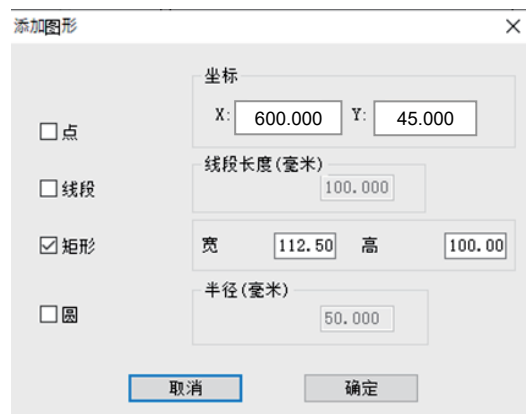 添加图形
坐标
X: 600.000 Y: 45.000
点
线段长度(毫米)
线段 100.000
矩形 宽 112.50 高 100.00
半径(毫米)
圆 50.000
取消 确定